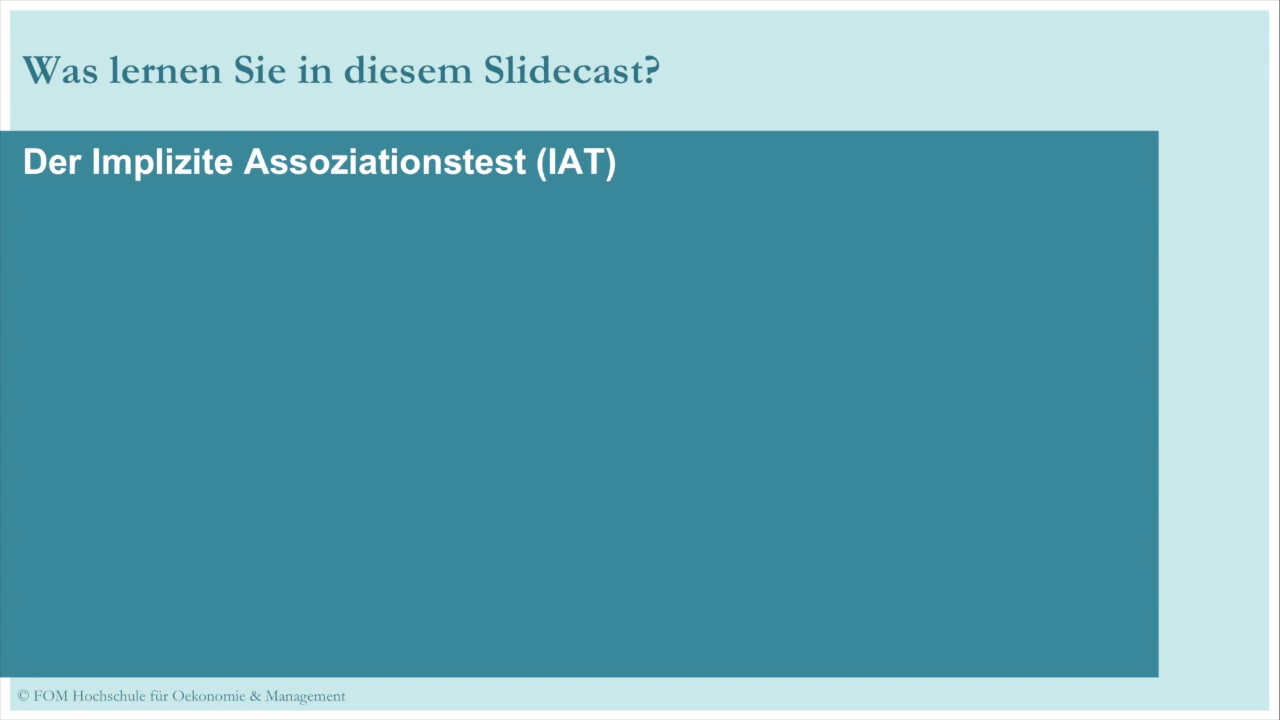 Was lernen Sie in diesem Slidecast?
Der Implizite Assoziationstest (IAT)
© FOM Hochschule für Oekonomie & Management